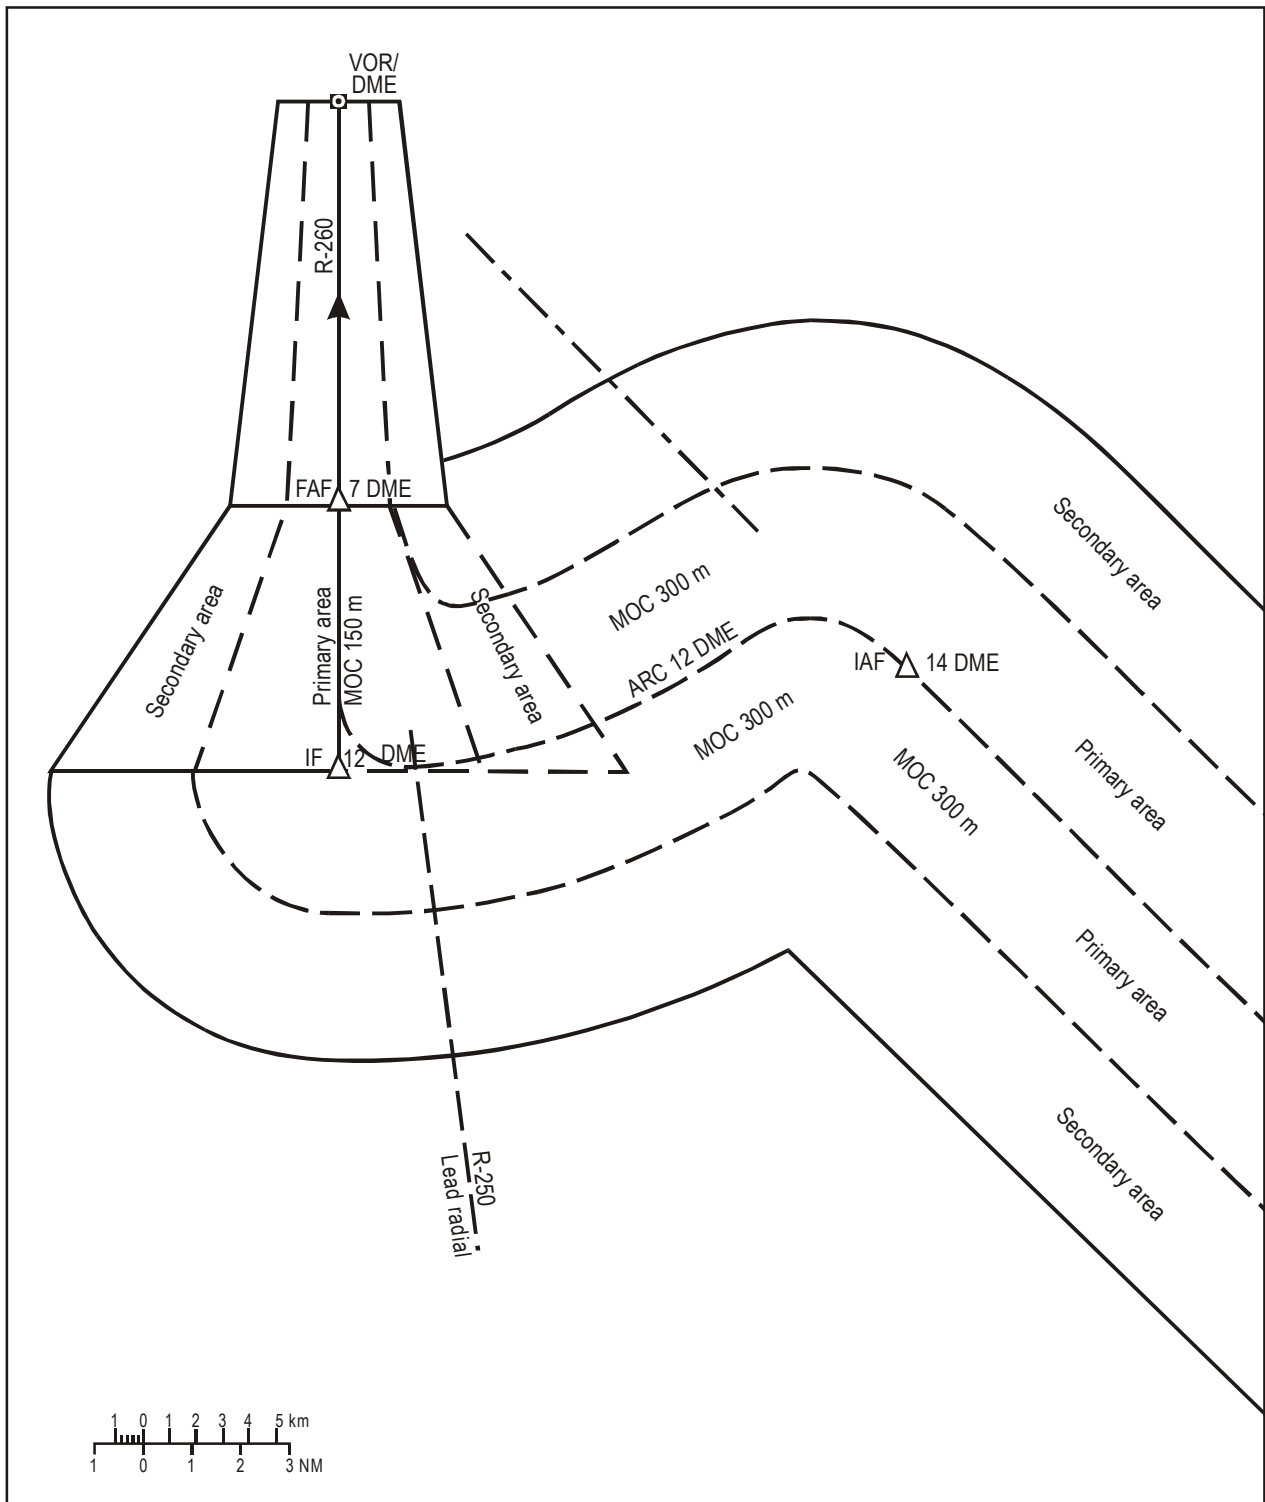 VOR/
DME
R-260
FAF 7 DME
Secondary area
Primary area
MOC 150 m
Secondary area
IF 12 DME
MOC 300 m
ARC 12 DME
MOC 300 m
IAF 14 DME
MOC 300 m
Secondary area
Primary area
Primary area
Secondary area
R-250
Lead radial
1 0 1 2 3 4 5 km
1 0 1 2 3 NM